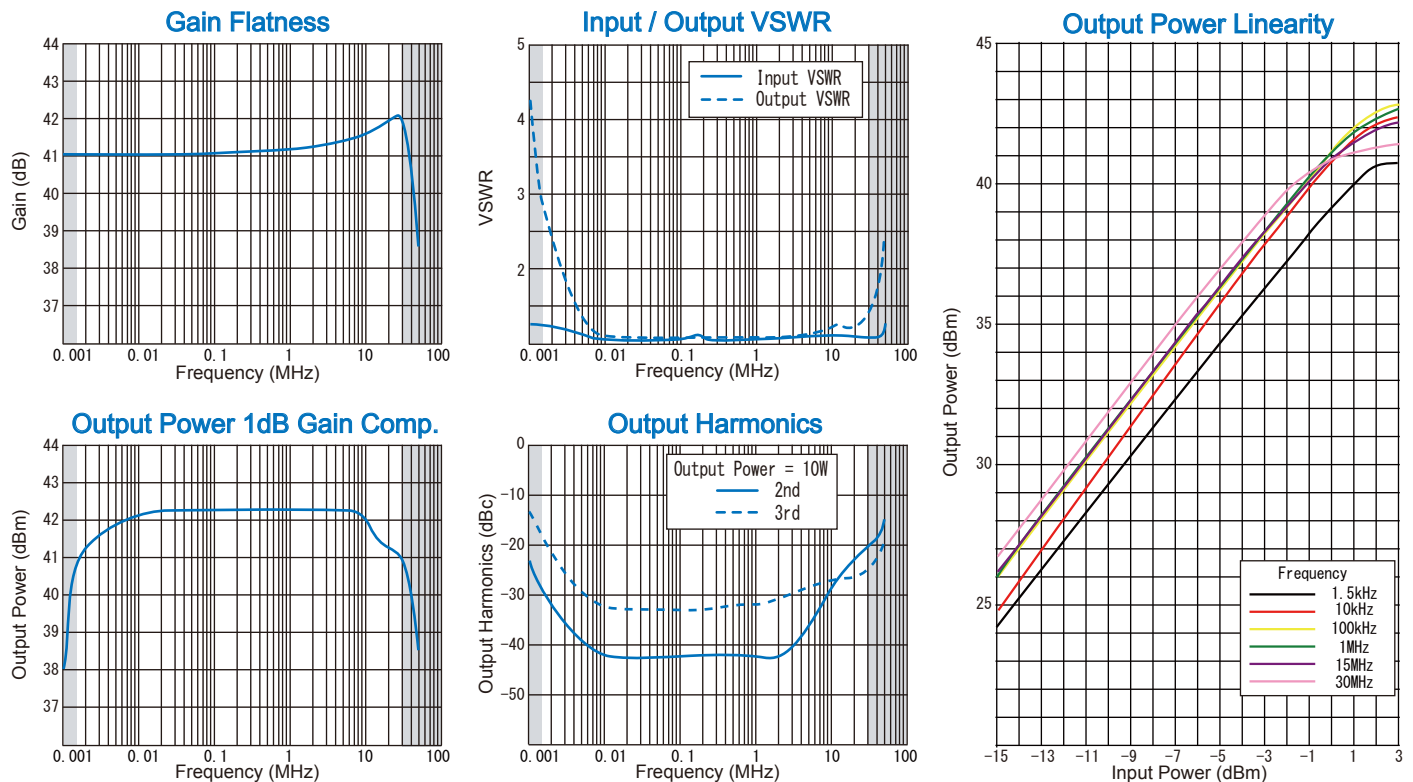 Gain Flatness
44
43
42
41
40
39
38
37
Gain (dB)
0.001 0.01 0.1 1 10 100
Frequency (MHz)
Input / Output VSWR
5
4
3
2
VSWR
Input VSWR
Output VSWR
0.001 0.01 0.1 1 10 100
Frequency (MHz)
Output Power 1dB Gain Comp.
44
43
42
41
40
39
38
37
Output Power (dBm)
0.001 0.01 0.1 1 10 100
Frequency (MHz)
Output Harmonics
0
-10
-20
-30
-40
-50
Output Harmonics (dBc)
Output Power = 10W
2nd
3rd
0.001 0.01 0.1 1 10 100
Frequency (MHz)
Output Power Linearity
45
40
35
30
25
Output Power (dBm)
Frequency
1.5kHz
10kHz
100kHz
1MHz
15MHz
30MHz
-15 -13 -11 -9 -7 -5 -3 -1 1 3
Input Power (dBm)